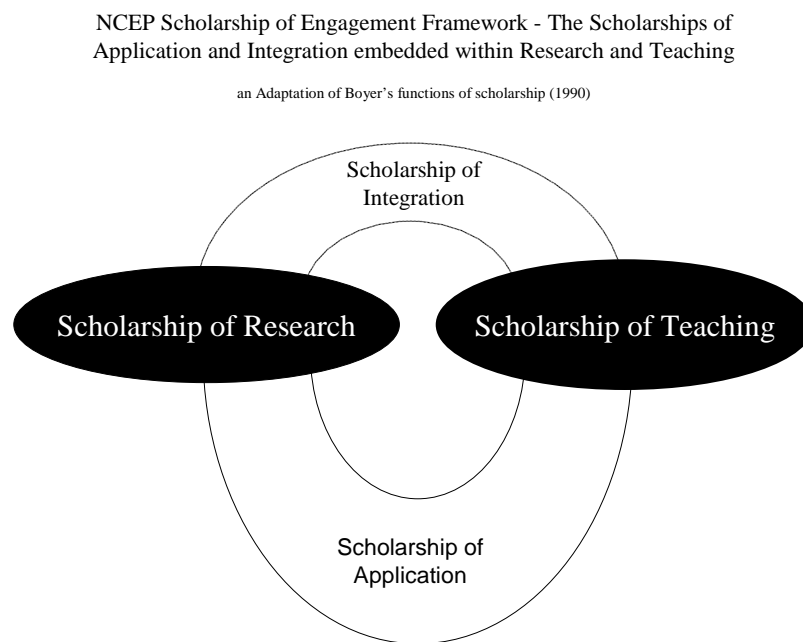 NCEP Scholarship of Engagement Framework - The Scholarships of
Application and Integration embedded within Research and Teaching
an Adaptation of Boyer's functions of scholarship (1990)
Scholarship of
Integration
Scholarship of Research
Scholarship of Teaching
Scholarship of
Application